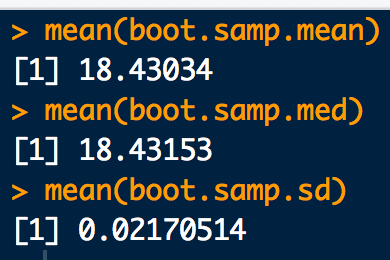 > mean(boot.samp.mean)
[1] 18.43034
> mean(boot.samp.med)
[1] 18.43153
> mean(boot.samp.sd)
[1] 0.02170514